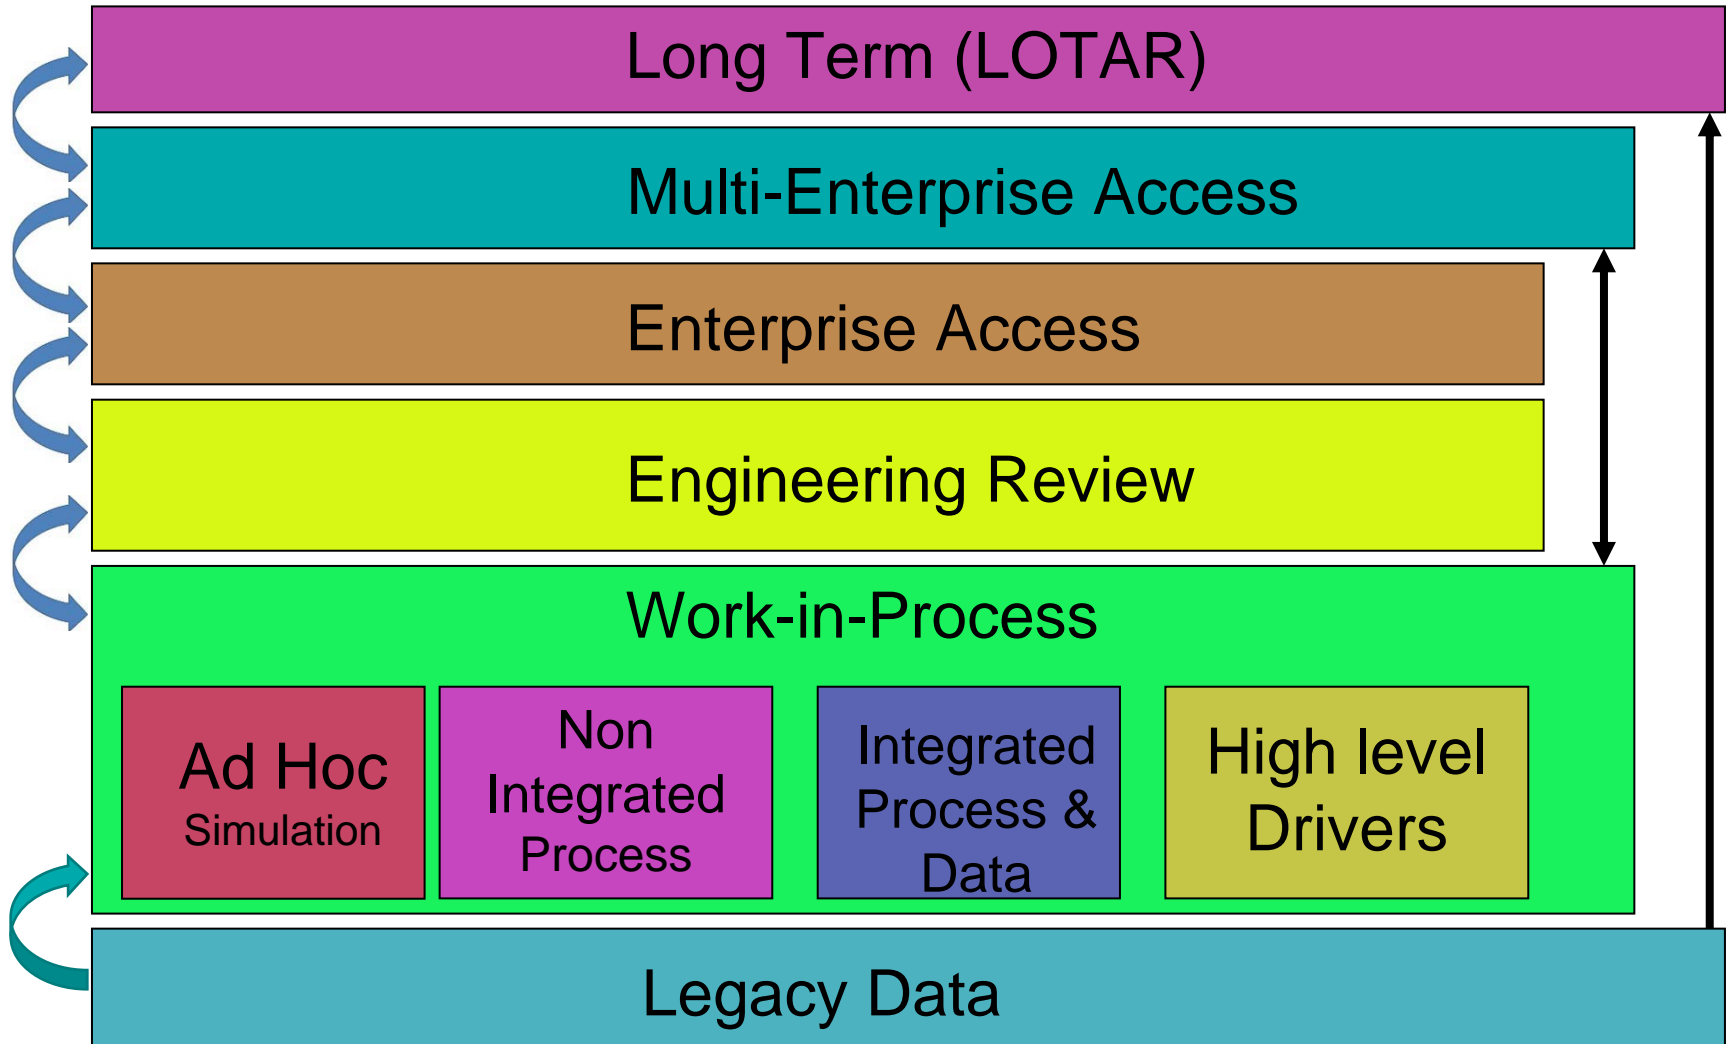 Long Term (LOTAR)
Multi-Enterprise Access
Enterprise Access
Engineering Review
Work-in-Process
Ad Hoc
Simulation
Non
Integrated
Process
Integrated
Process &
Data
High level
Drivers
Legacy Data